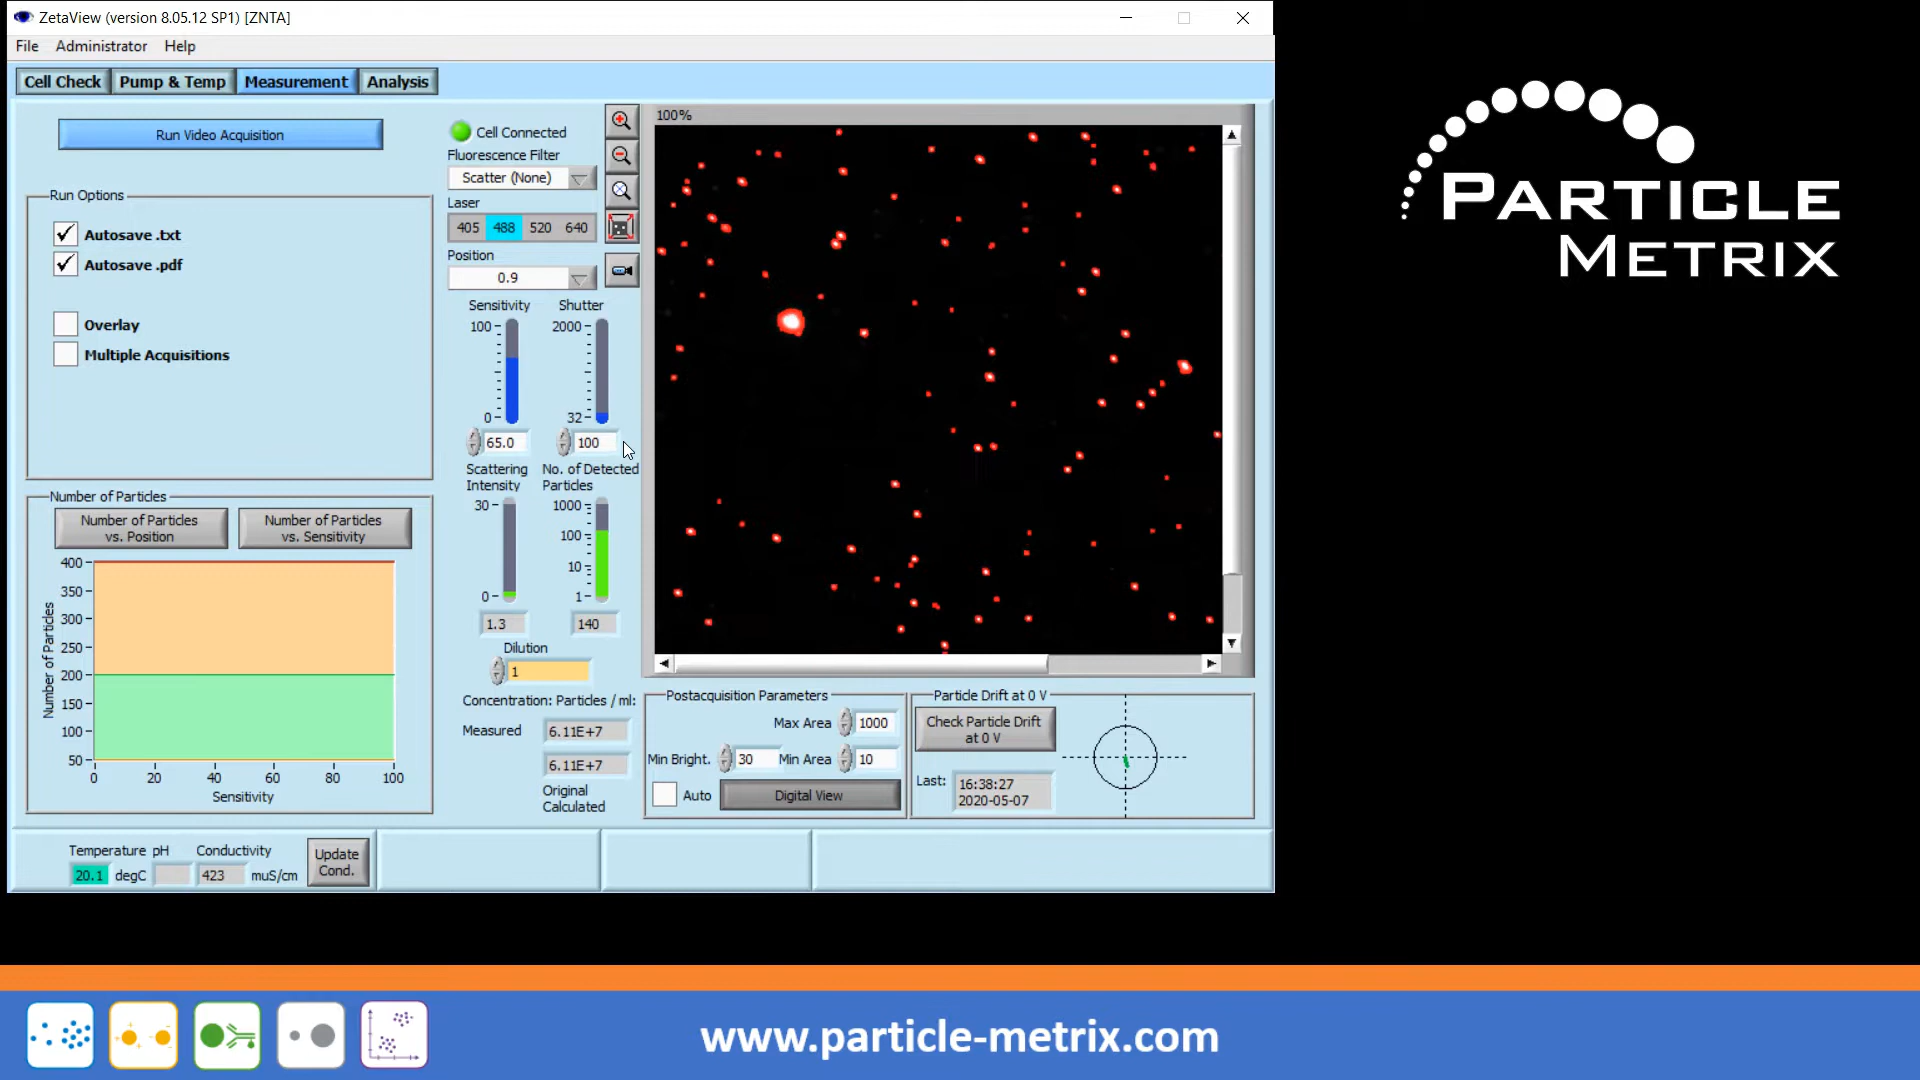 ZetaView (version 8.05.12 SP1) [ZNTA]
File Administrator Help
Cell Check Pump & Temp Measurement Analysis
Run Video Acquisition
Run Options
Autosave .txt
Autosave .pdf
Overlay
Multiple Acquisitions
Number of Particles
Number of Particles
vs. Position
Number of Particles
vs. Sensitivity
Number of Particles
400
350
300
250
200
150
100
50
0 20 40 60 80 100
Sensitivity
Cell Connected
Fluorescence Filter
Scatter (None)
Laser
405 488 520 640
Position
0.9
Sensitivity Shutter
100 2000
0 32
65.0 100
Scattering
Intensity
No. of Detected
Particles
30
0
1000
100
10
1
1.3 140
Dilution
1
Concentration: Particles / ml:
Measured 6.11E+7
6.11E+7
Original
Calculated
100%
Postacquisition Parameters
Max Area 1000
Min Bright. 30 Min Area 10
Auto Digital View
Particle Drift at 0 V
Check Particle Drift
at 0 V
Last: 16:38:27
2020-05-07
Temperature pH Conductivity
20.1 degC 423 muS/cm
Update
Cond.
PARTICLE
METRIX
www.particle-metrix.com